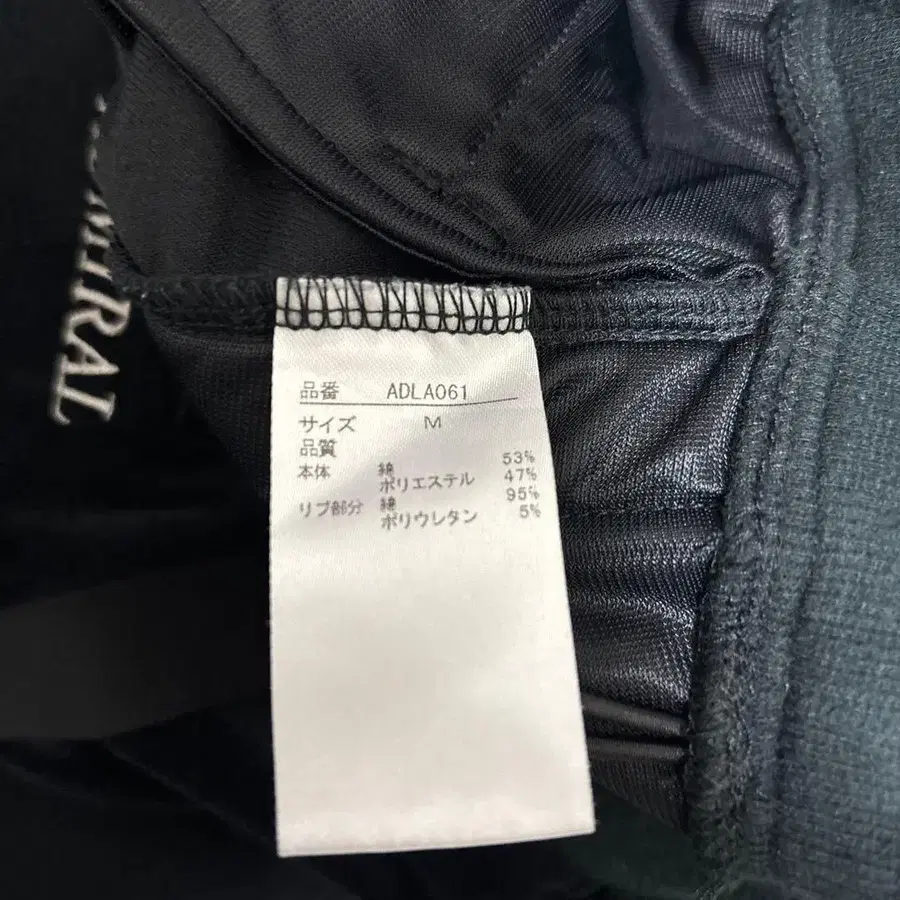 MIRAL
品番 ADLA061
サイズ M
品質
本体 綿 53%
ポリエステル 47%
リブ部分 綿 95%
ポリウレタン 5%